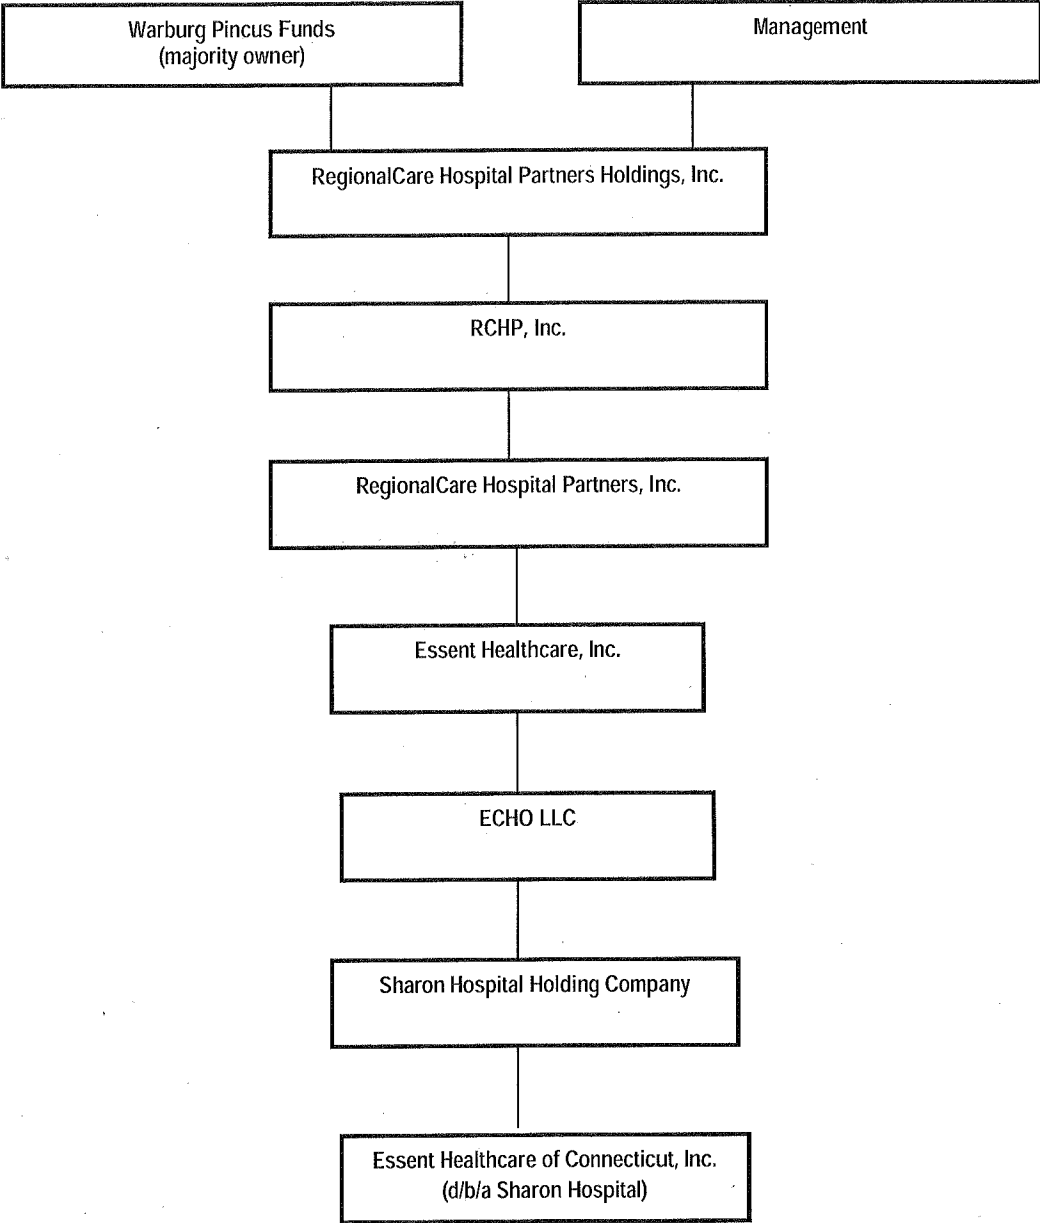 Warburg Pincus Funds
(majority owner)
Management
RegionalCare Hospital Partners Holdings, Inc.
RCHP, Inc.
RegionalCare Hospital Partners, Inc.
Essent Healthcare, Inc.
ECHO LLC
Sharon Hospital Holding Company
Essent Healthcare of Connecticut, Inc.
(d/b/a Sharon Hospital)